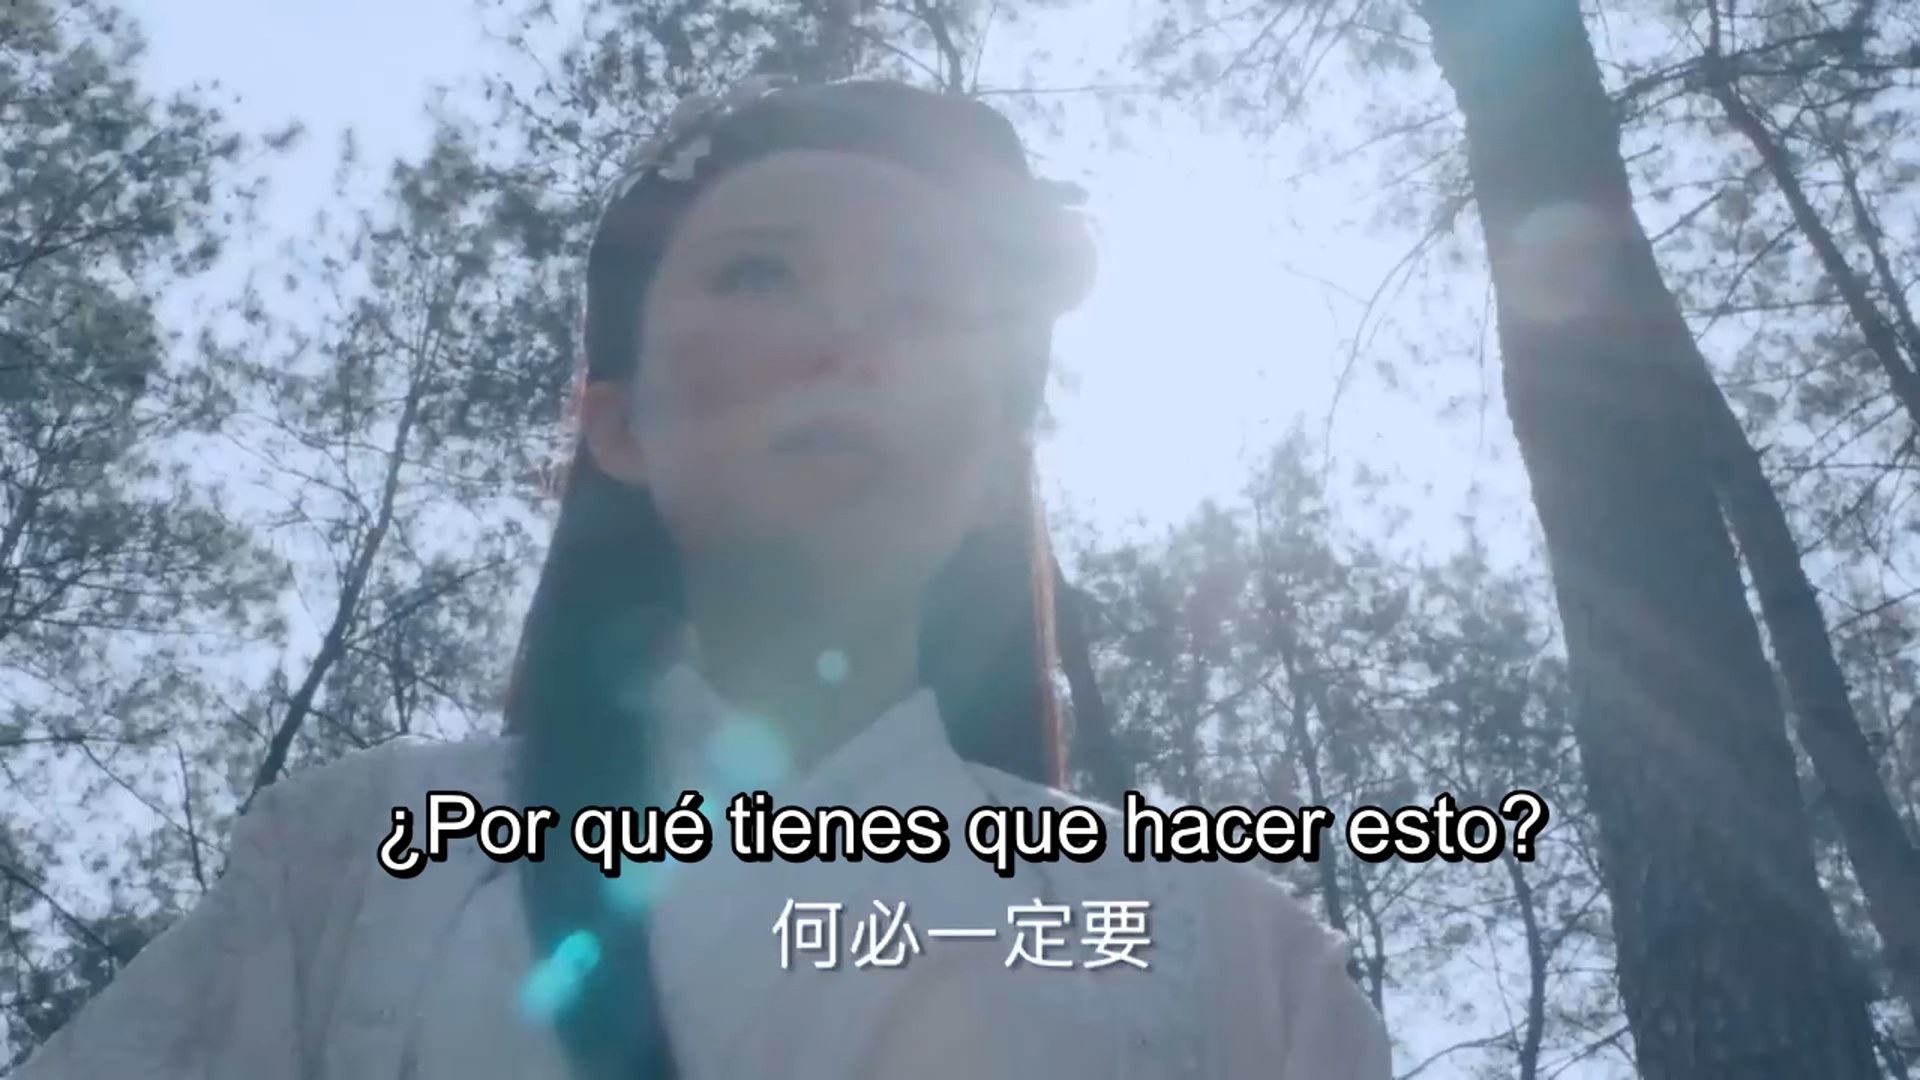 ¿Por qué tienes que hacer esto?
何必一定要